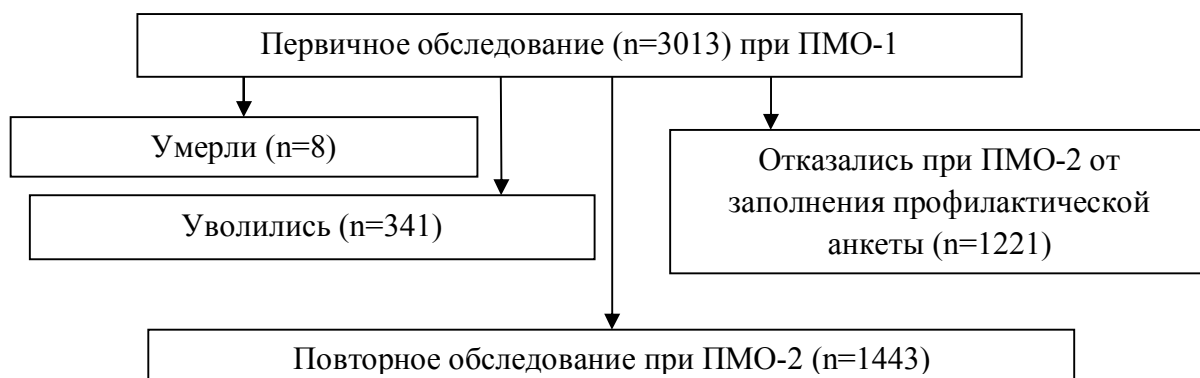 Первичное обследование (n=3013) при ПМО-1
Умерли (n=8)
Уволились (n=341)
Отказались при ПМО-2 от
заполнения профилактической
анкеты (n=1221)
Повторное обследование при ПМО-2 (n=1443)